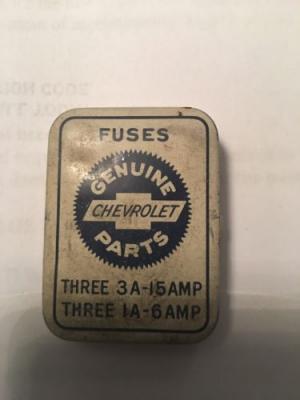 FUSES
GENUINE
CHEVROLET
PARTS
THREE 3A-15AMP
THREE 1A-6AMP